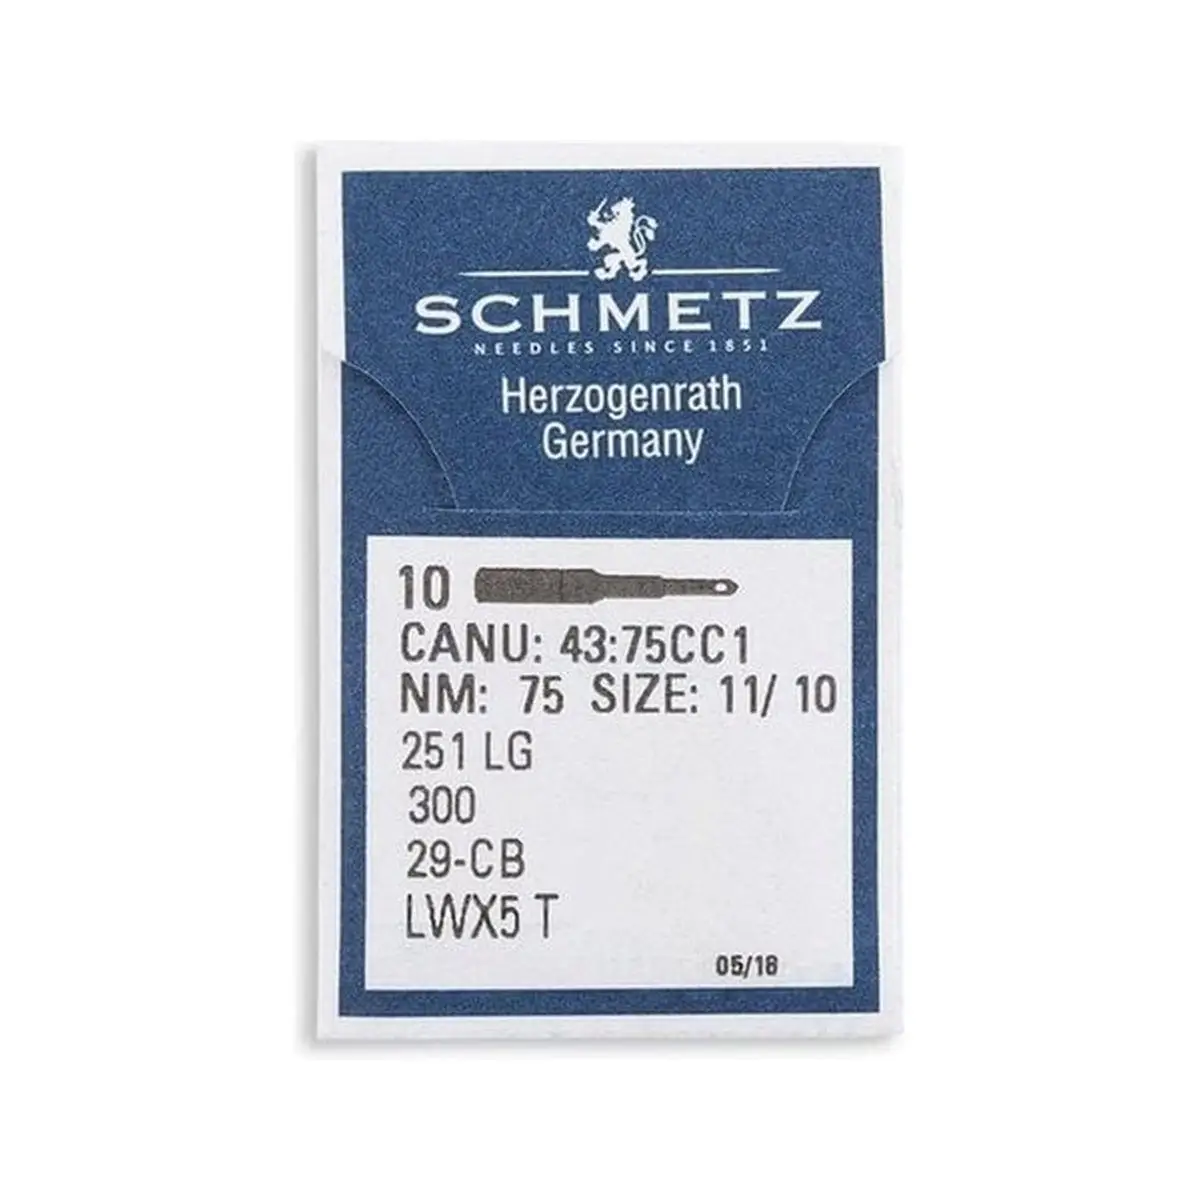 SCHMETZ
NEEDLES SINCE 1851
Herzogenrath
Germany
10
CANU: 43:75CC1
NM: 75 SIZE: 11/ 10
251 LG
300
29-CB
LWX5 T
05/18